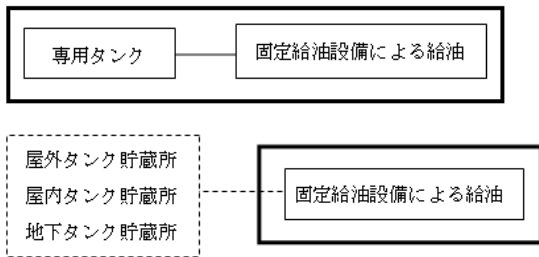 専用タンク
固定給油設備による給油
屋外タンク貯蔵所
屋内タンク貯蔵所
地下タンク貯蔵所
固定給油設備による給油